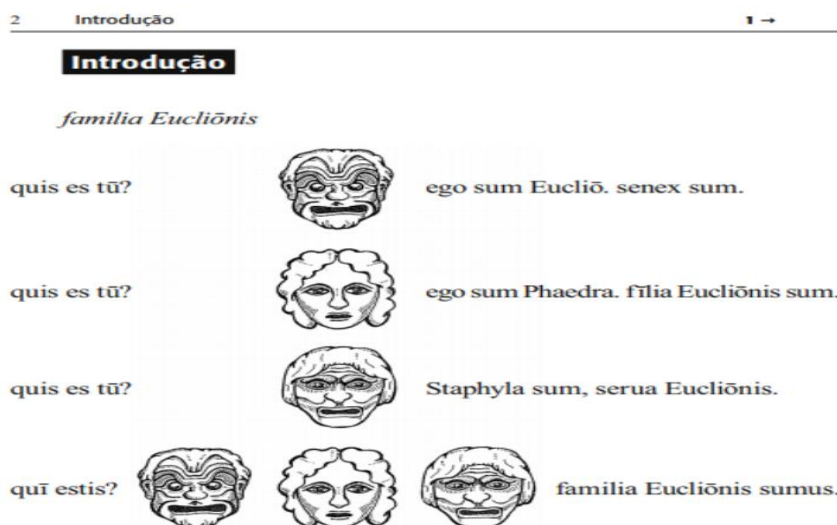 2 Introdução 1 →
Introdução
familia Eucliōnis
quis es tū? ego sum Eucliō. senex sum.
quis es tū? ego sum Phaedra. fīlia Eucliōnis sum.
quis es tū? Staphyla sum, serua Eucliōnis.
quī estis? familia Eucliōnis sumus.